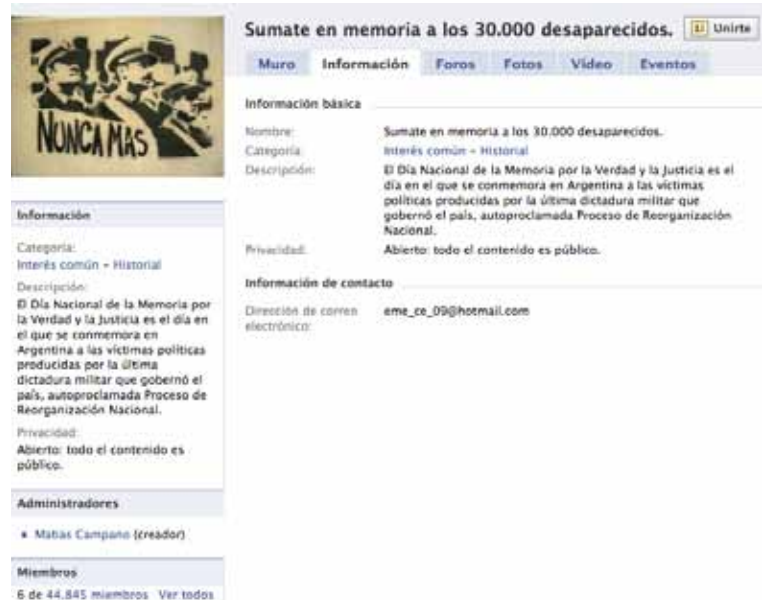 NUNCA MAS
Sumate en memoria a los 30.000 desaparecidos.
Unirte
Muro Información Foros Fotos Vídeo Eventos
Información básica
Nombre: Sumate en memoria a los 30.000 desaparecidos.
Categoría: Interés común - Historial
Descripción: El Día Nacional de la Memoria por la Verdad y la Justicia es el
día en el que se conmemora en Argentina a las víctimas
políticas producidas por la última dictadura militar que
gobernó el país, autoproclamada Proceso de Reorganización
Nacional.
Privacidad: Abierto: todo el contenido es público.
Información de contacto
Dirección de correo eme_ce_09@hotmail.com
electrónico:
Información
Categoría:
Interés común - Historial
Descripción:
El Día Nacional de la Memoria por
la Verdad y la Justicia es el día en
el que se conmemora en
Argentina a las víctimas políticas
producidas por la última
dictadura militar que gobernó el
país, autoproclamada Proceso de
Reorganización Nacional.
Privacidad:
Abierto: todo el contenido es
público.
Administradores
Matias Campano (creador)
Miembros
6 de 44.845 miembros Ver todos